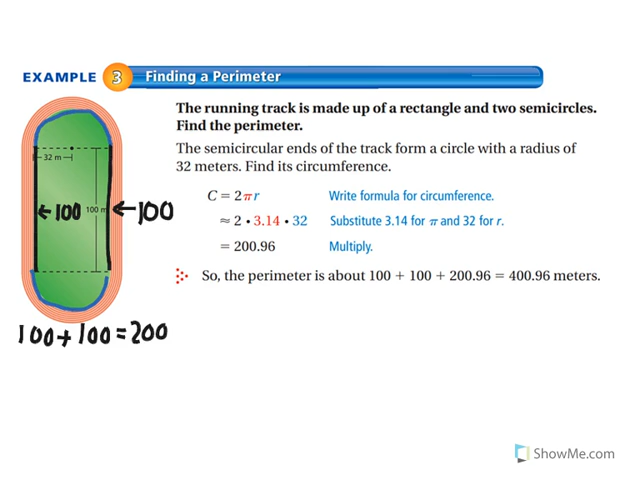 EXAMPLE 3 Finding a Perimeter
The running track is made up of a rectangle and two semicircles.
Find the perimeter.
The semicircular ends of the track form a circle with a radius of
32 meters. Find its circumference.
32 m
C = 2πr Write formula for circumference.
≈ 2 • 3.14 • 32 Substitute 3.14 for π and 32 for r.
= 200.96 Multiply.
←100 100 m ←100
So, the perimeter is about 100 + 100 + 200.96 = 400.96 meters.
100+100=200
ShowMe.com